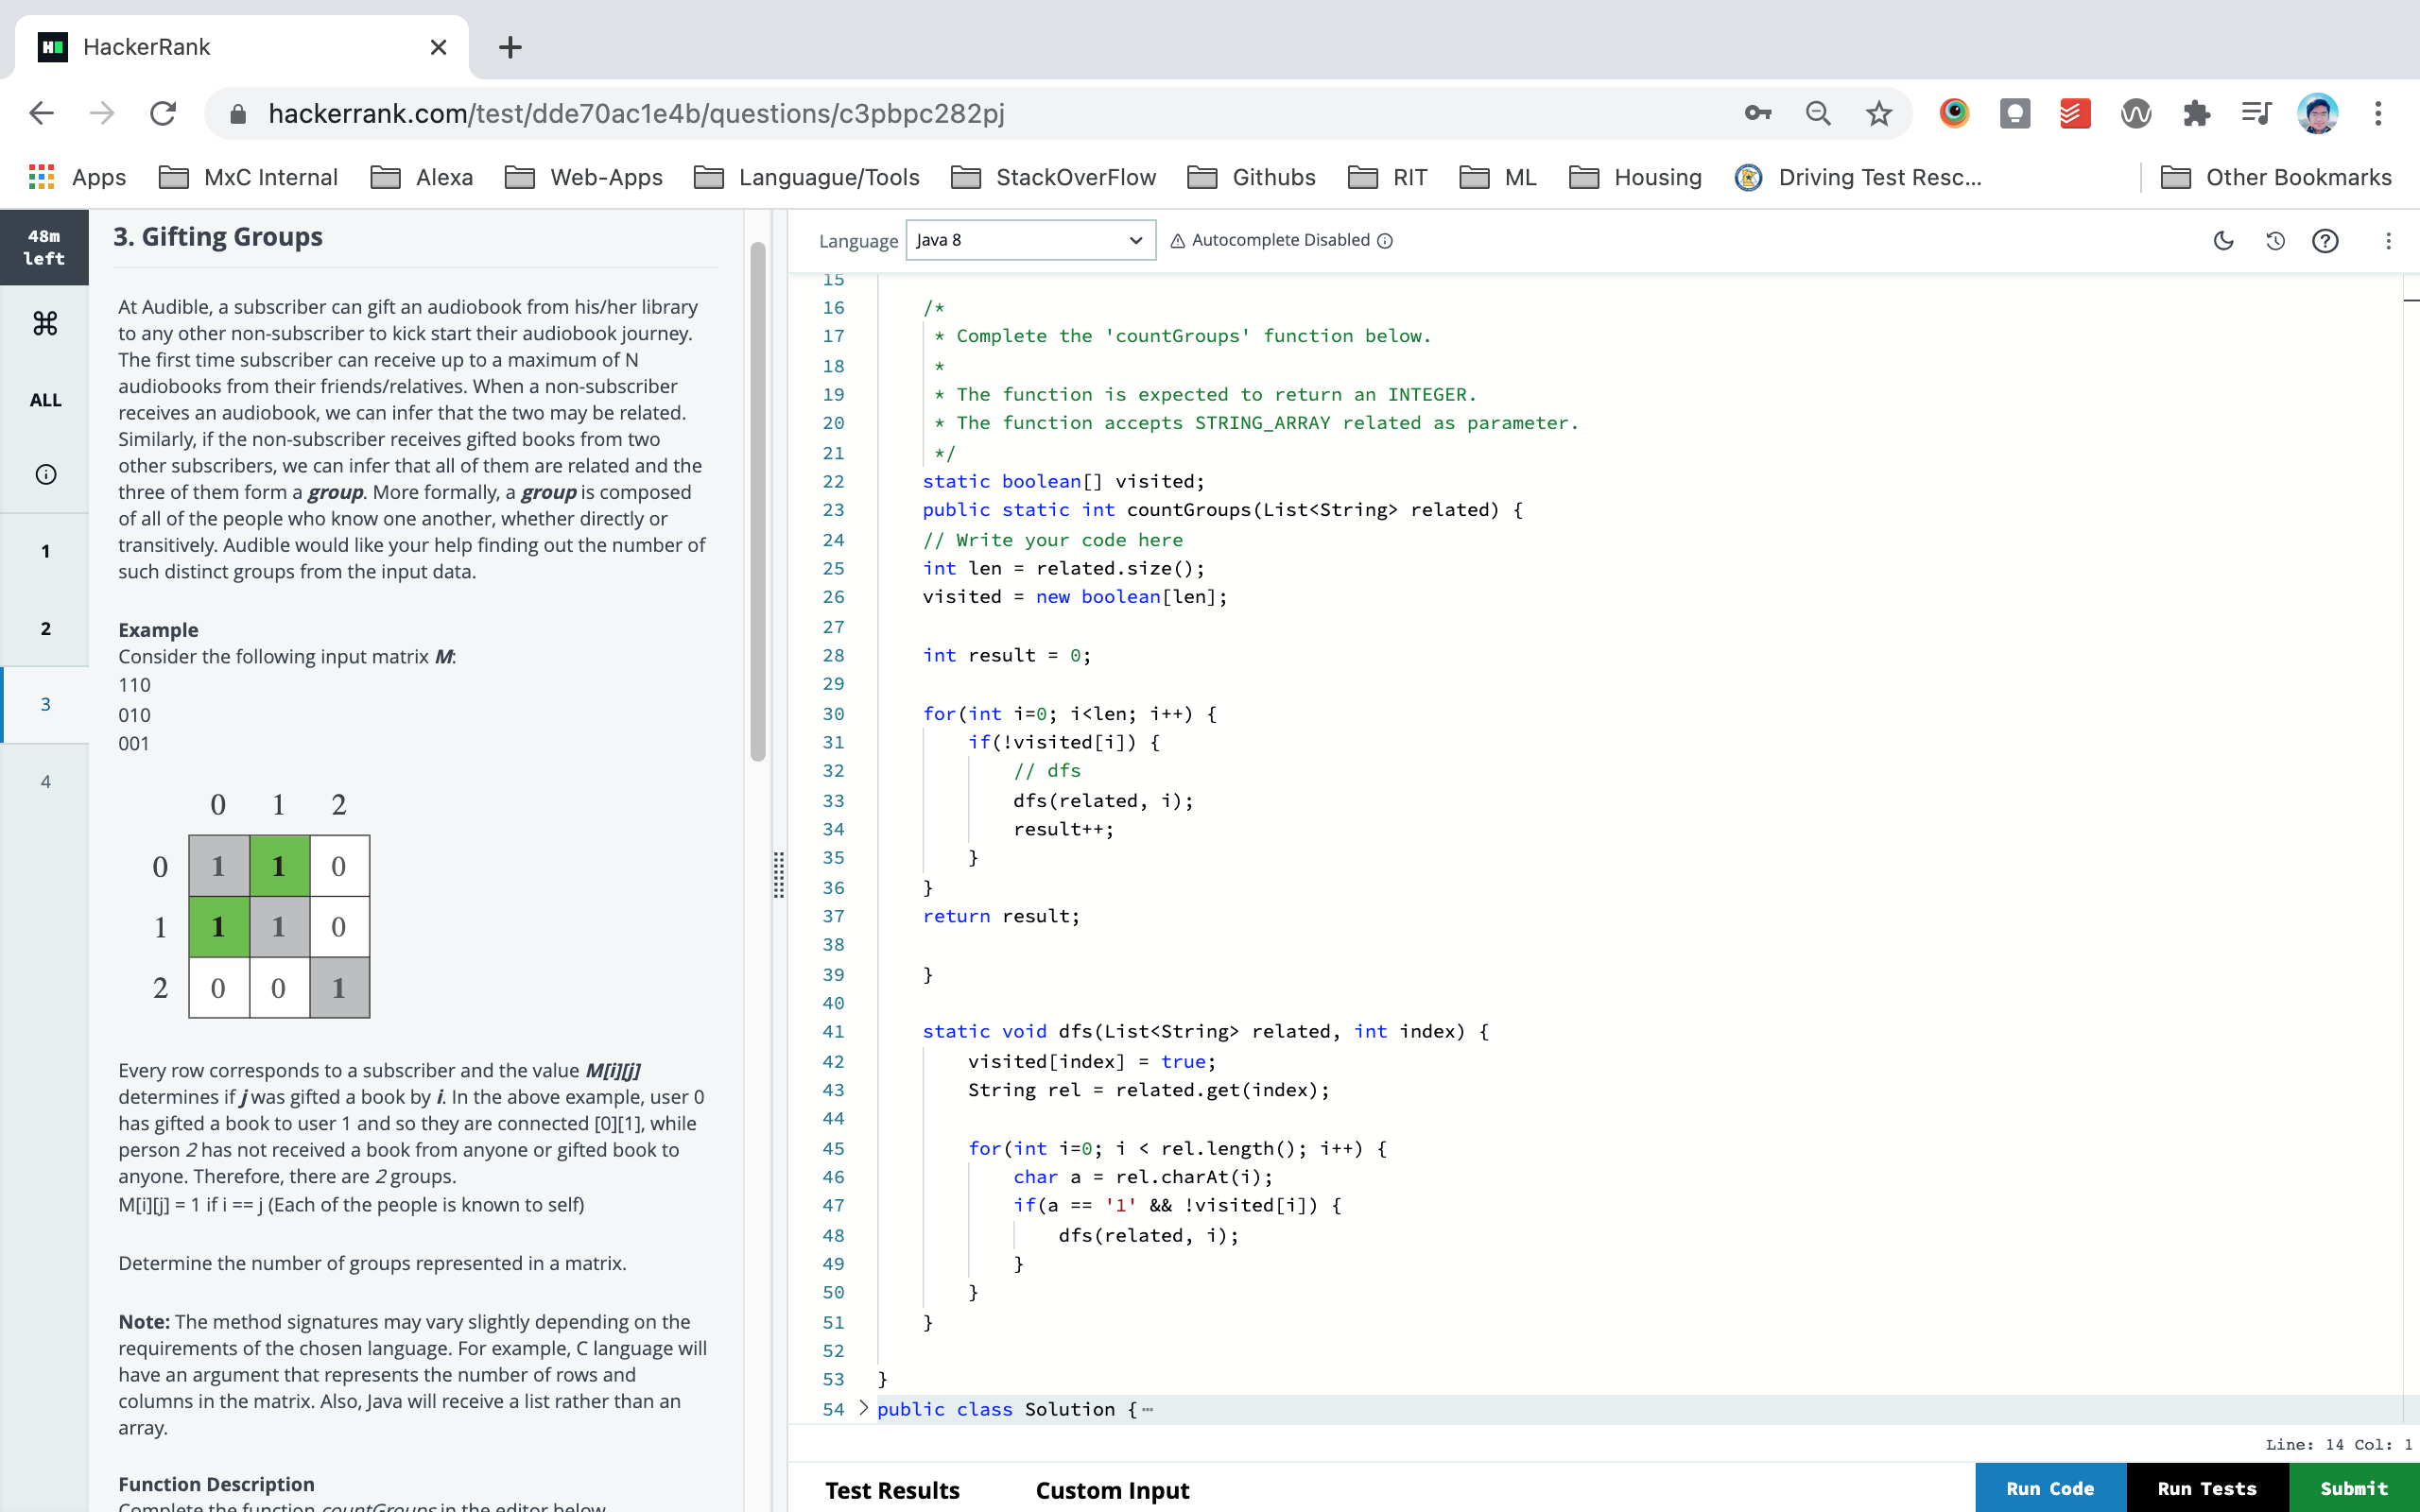 HackerRank
hackerrank.com/test/dde70ac1e4b/questions/c3pbpc282pj
Apps MxC Internal Alexa Web-Apps Languague/Tools StackOverFlow Githubs RIT ML Housing Driving Test Resc... Other Bookmarks
48m
left
ALL
1
2
3
4
3. Gifting Groups
At Audible, a subscriber can gift an audiobook from his/her library
to any other non-subscriber to kick start their audiobook journey.
The first time subscriber can receive up to a maximum of N
audiobooks from their friends/relatives. When a non-subscriber
receives an audiobook, we can infer that the two may be related.
Similarly, if the non-subscriber receives gifted books from two
other subscribers, we can infer that all of them are related and the
three of them form a group. More formally, a group is composed
of all of the people who know one another, whether directly or
transitively. Audible would like your help finding out the number of
such distinct groups from the input data.
Example
Consider the following input matrix M:
110
010
001
0 1 2
0 1 1 0
1 1 1 0
2 0 0 1
Every row corresponds to a subscriber and the value M[i][j]
determines if j was gifted a book by i. In the above example, user 0
has gifted a book to user 1 and so they are connected [0][1], while
person 2 has not received a book from anyone or gifted book to
anyone. Therefore, there are 2 groups.
M[i][j] = 1 if i == j (Each of the people is known to self)
Determine the number of groups represented in a matrix.
Note: The method signatures may vary slightly depending on the
requirements of the chosen language. For example, C language will
have an argument that represents the number of rows and
columns in the matrix. Also, Java will receive a list rather than an
array.
Function Description
Complete the function countGroups in the editor below.
Language Java 8 Autocomplete Disabled
15
16 /*
17 * Complete the 'countGroups' function below.
18 *
19 * The function is expected to return an INTEGER.
20 * The function accepts STRING_ARRAY related as parameter.
21 */
22 static boolean[] visited;
23 public static int countGroups(List<String> related) {
24 // Write your code here
25 int len = related.size();
26 visited = new boolean[len];
27
28 int result = 0;
29
30 for(int i=0; i<len; i++) {
31 if(!visited[i]) {
32 // dfs
33 dfs(related, i);
34 result++;
35 }
36 }
37 return result;
38
39 }
40
41 static void dfs(List<String> related, int index) {
42 visited[index] = true;
43 String rel = related.get(index);
44
45 for(int i=0; i < rel.length(); i++) {
46 char a = rel.charAt(i);
47 if(a == '1' && !visited[i]) {
48 dfs(related, i);
49 }
50 }
51 }
52
53 }
54 public class Solution {
Line: 14 Col: 1
Test Results Custom Input Run Code Run Tests Submit